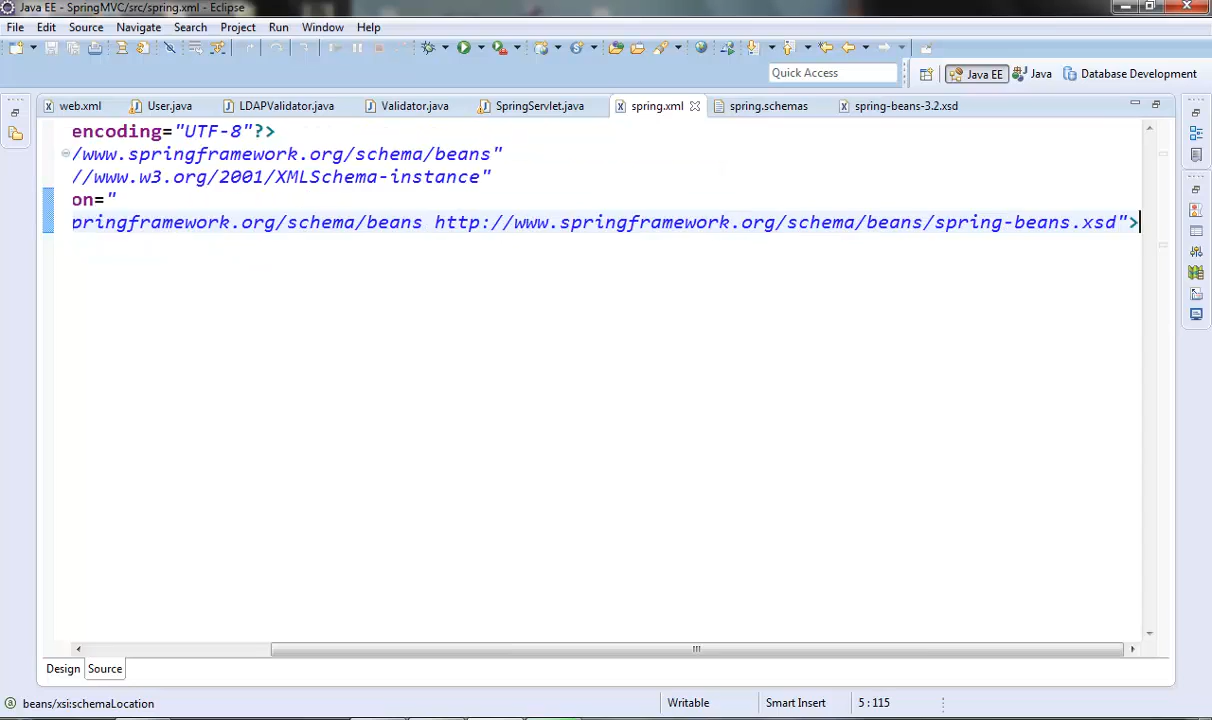 Java EE - SpringMVC/src/spring.xml - Eclipse
File Edit Source Navigate Search Project Run Window Help
Quick Access
Java EE Java Database Development
web.xml User.java LDAPValidator.java Validator.java SpringServlet.java spring.xml spring.schemas spring-beans-3.2.xsd
encoding="UTF-8"?>
/www.springframework.org/schema/beans"
//www.w3.org/2001/XMLSchema-instance"
on="
pringframework.org/schema/beans http://www.springframework.org/schema/beans/spring-beans.xsd">
Design Source
beans/xsi:schemaLocation Writable Smart Insert 5 : 115